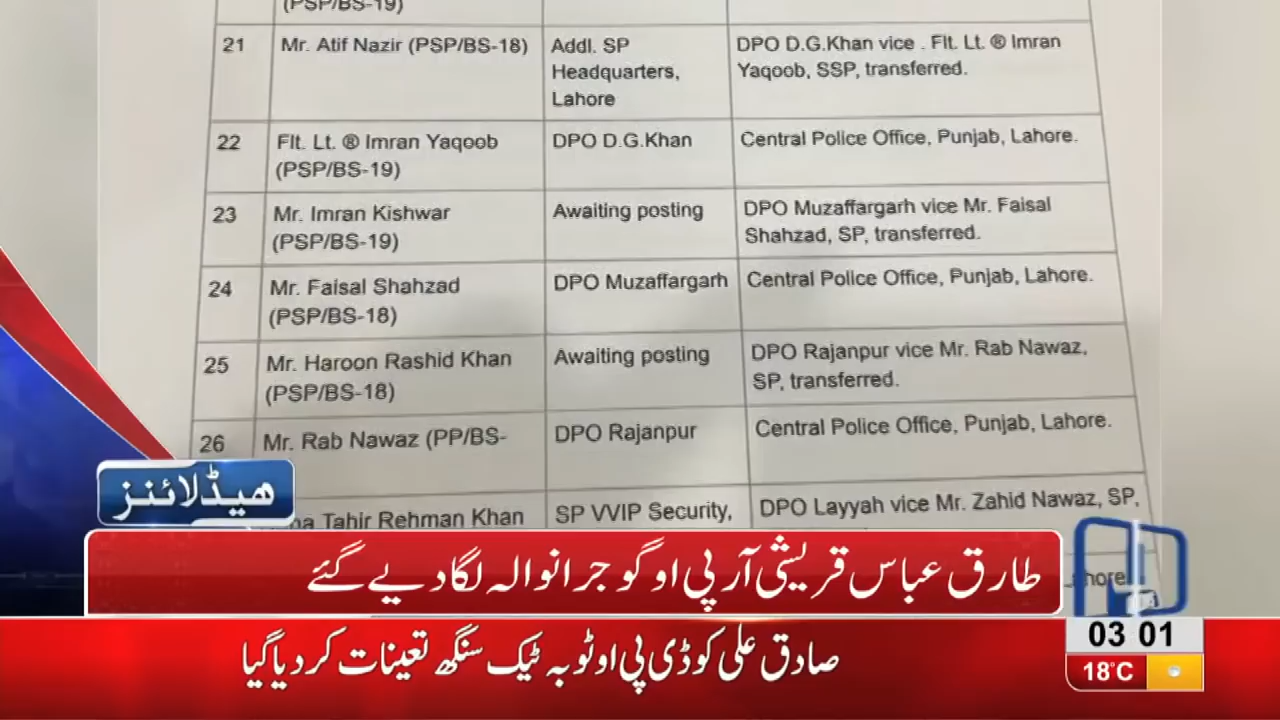 (PSP/BS-19)
21 Mr. Atif Nazir (PSP/BS-18) Addl. SP Headquarters, Lahore DPO D.G.Khan vice . Flt. Lt. ® Imran Yaqoob, SSP, transferred.
22 Flt. Lt. ® Imran Yaqoob (PSP/BS-19) DPO D.G.Khan Central Police Office, Punjab, Lahore.
23 Mr. Imran Kishwar (PSP/BS-19) Awaiting posting DPO Muzaffargarh vice Mr. Faisal Shahzad, SP, transferred.
24 Mr. Faisal Shahzad (PSP/BS-18) DPO Muzaffargarh Central Police Office, Punjab, Lahore.
25 Mr. Haroon Rashid Khan (PSP/BS-18) Awaiting posting DPO Rajanpur vice Mr. Rab Nawaz, SP, transferred.
26 Mr. Rab Nawaz (PP/BS- DPO Rajanpur Central Police Office, Punjab, Lahore.
Tahir Rehman Khan SP VVIP Security, DPO Layyah vice Mr. Zahid Nawaz, SP,
ہیڈلائنز
طارق عباس قریشی آر پی او گوجرانوالہ لگا دیے گئے
صادق علی کو ڈی پی او ٹوبہ ٹیک سنگھ تعینات کر دیا گیا
03 01
18°C